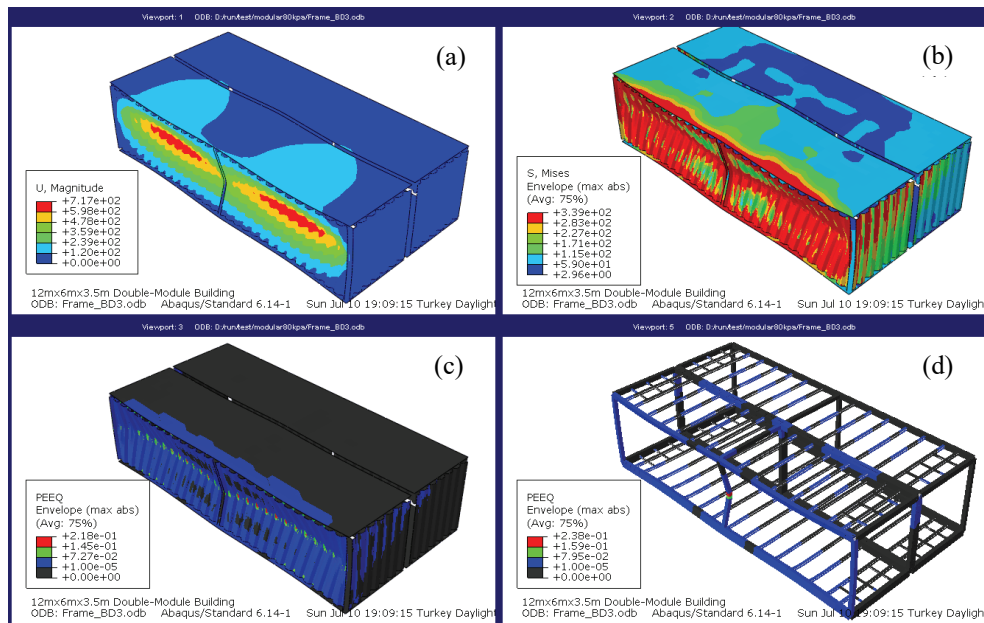 Viewport: 1 ODB: D:/run/test/modular80kpa/Frame_BD3.odb
(a)
U, Magnitude
+7.17e+02
+5.98e+02
+4.78e+02
+3.59e+02
+2.39e+02
+1.20e+02
+0.00e+00
12mx6mx3.5m Double-Module Building
ODB: Frame_BD3.odb Abaqus/Standard 6.14-1 Sun Jul 10 19:09:15 Turkey Daylight
Viewport: 2 ODB: D:/run/test/modular80kpa/Frame_BD3.odb
(b)
S, Mises
Envelope (max abs)
(Avg: 75%)
+3.39e+02
+2.83e+02
+2.27e+02
+1.71e+02
+1.15e+02
+5.90e+01
+2.96e+00
12mx6mx3.5m Double-Module Building
ODB: Frame_BD3.odb Abaqus/Standard 6.14-1 Sun Jul 10 19:09:15 Turkey Daylight
Viewport: 3 ODB: D:/run/test/modular80kpa/Frame_BD3.odb
(c)
PEEQ
Envelope (max abs)
(Avg: 75%)
+2.18e-01
+1.45e-01
+7.27e-02
+1.00e-05
+0.00e+00
12mx6mx3.5m Double-Module Building
ODB: Frame_BD3.odb Abaqus/Standard 6.14-1 Sun Jul 10 19:09:15 Turkey Daylight
Viewport: 5 ODB: D:/run/test/modular80kpa/Frame_BD3.odb
(d)
PEEQ
Envelope (max abs)
(Avg: 75%)
+2.38e-01
+1.59e-01
+7.95e-02
+1.00e-05
+0.00e+00
12mx6mx3.5m Double-Module Building
ODB: Frame_BD3.odb Abaqus/Standard 6.14-1 Sun Jul 10 19:09:15 Turkey Daylight